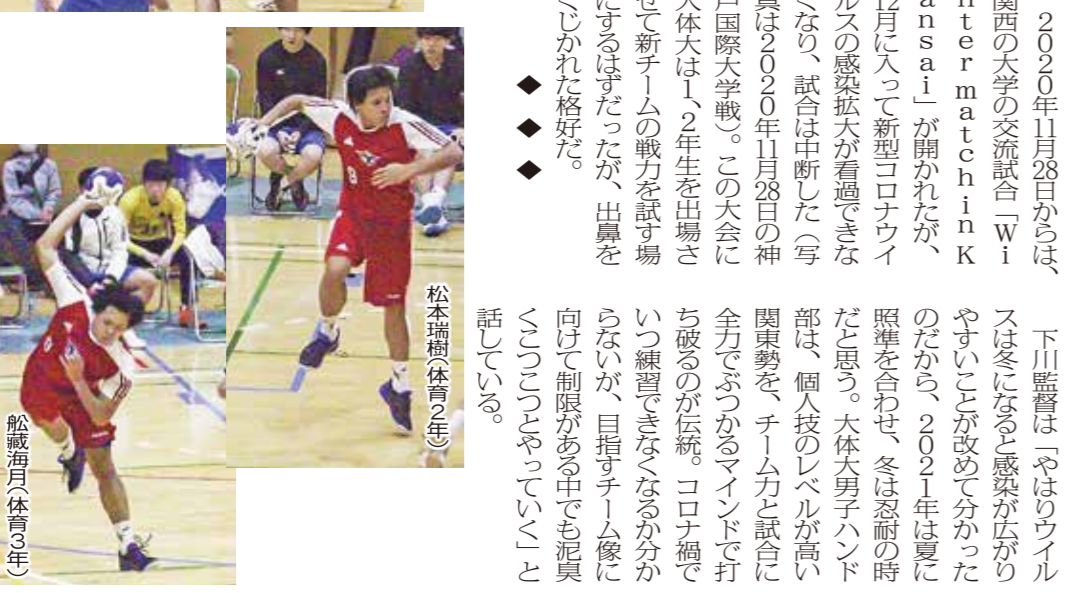 ２０２０年11月28日からは、
関西の大学の交流試合「Ｗｉ
ｎｔｅｒ ｍａｔｃｈ ｉｎ Ｋ
ａｎｓａｉ」が開かれたが、
12月に入って新型コロナウイ
ルスの感染拡大が看過できな
くなり、試合は中断した（写
真は２０２０年11月28日の神
戸国際大学戦）。この大会に
大体大は１、２年生を出場さ
せて新チームの戦力を試す場
にするはずだったが、出鼻を
くじかれた格好だ。
◆◆◆
下川監督は「やはりウイル
スは冬になると感染が広がり
やすいことが改めて分かった
のだから、２０２１年は夏に
照準を合わせ、冬は忍耐の時
だと思う。大体大男子ハンド
部は、個人技のレベルが高い
関東勢を、チーム力と試合に
全力でぶつかるマインドで打
ち破るのが伝統。コロナ禍で
いつ練習できなくなるか分か
らないが、目指すチーム像に
向けて制限がある中でも泥臭
くこつこつとやっていく」と
話している。
松本瑞樹（体育２年）
舩蔵海月（体育３年）